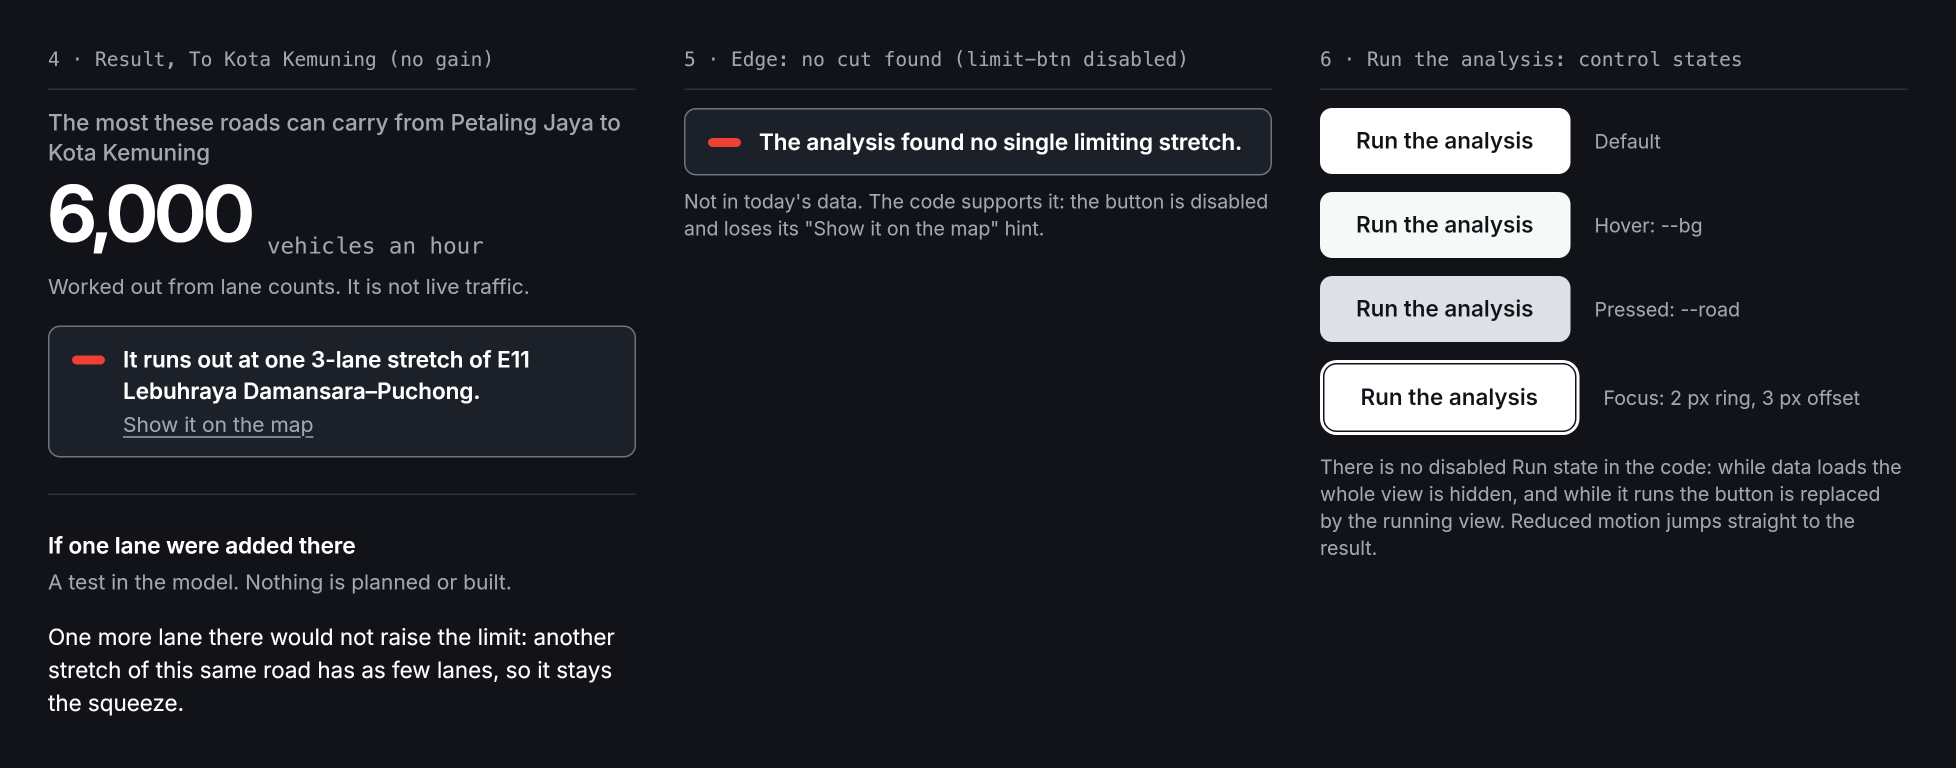 4 · Result, To Kota Kemuning (no gain)
The most these roads can carry from Petaling Jaya to
Kota Kemuning
6,000 vehicles an hour
Worked out from lane counts. It is not live traffic.
It runs out at one 3-lane stretch of E11
Lebuhraya Damansara–Puchong.
Show it on the map
If one lane were added there
A test in the model. Nothing is planned or built.
One more lane there would not raise the limit: another
stretch of this same road has as few lanes, so it stays
the squeeze.
5 · Edge: no cut found (limit-btn disabled)
The analysis found no single limiting stretch.
Not in today's data. The code supports it: the button is disabled
and loses its "Show it on the map" hint.
6 · Run the analysis: control states
Run the analysis Default
Run the analysis Hover: --bg
Run the analysis Pressed: --road
Run the analysis Focus: 2 px ring, 3 px offset
There is no disabled Run state in the code: while data loads the
whole view is hidden, and while it runs the button is replaced
by the running view. Reduced motion jumps straight to the
result.